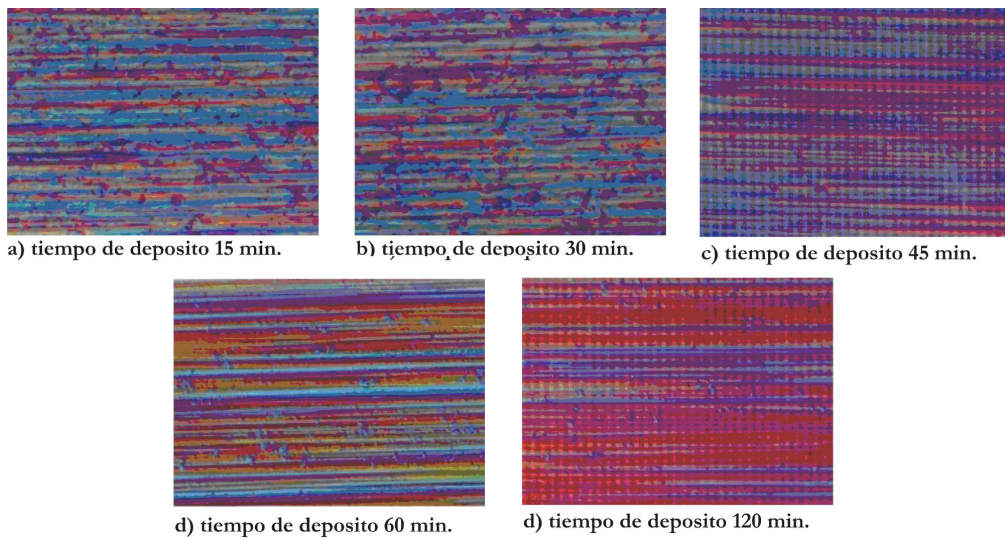 a) tiempo de deposito 15 min.
b) tiempo de deposito 30 min.
c) tiempo de deposito 45 min.
d) tiempo de deposito 60 min.
d) tiempo de deposito 120 min.